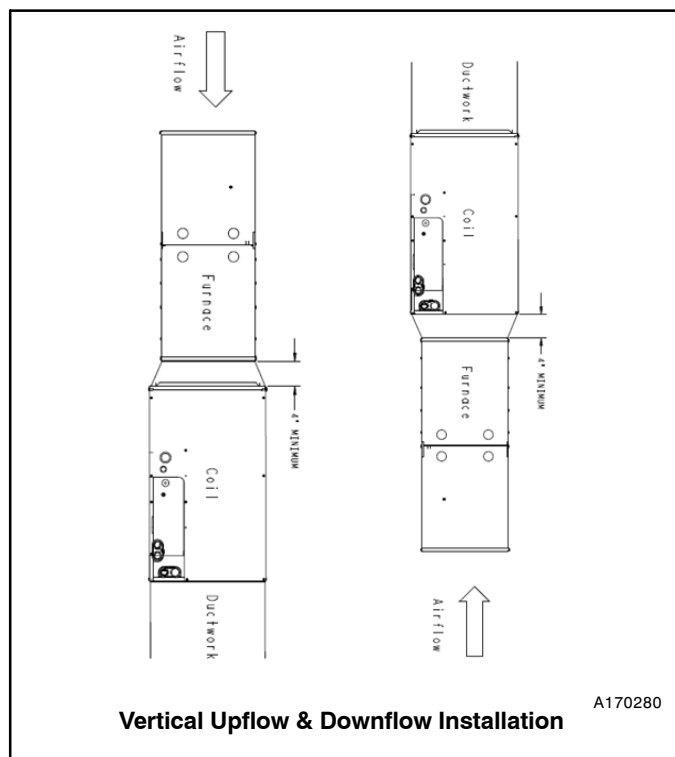 Airflow
Furnace
4" MINIMUM
Coil
Ductwork
Ductwork
Coil
4" MINIMUM
Furnace
Airflow
A170280
Vertical Upflow & Downflow Installation